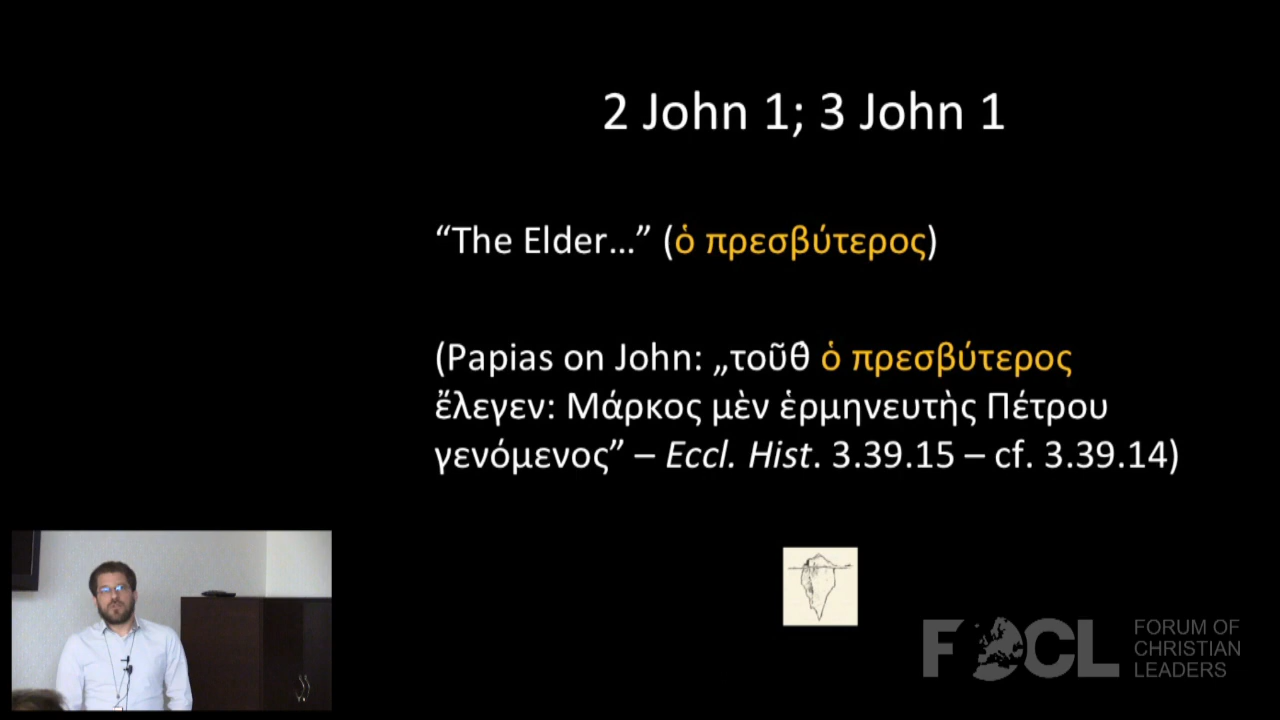 2 John 1; 3 John 1
“The Elder…” (ὁ πρεσβύτερος)
(Papias on John: „τοῦθ̓ ὁ πρεσβύτερος
ἔλεγεν: Μάρκος μὲν ἑρμηνευτὴς Πέτρου
γενόμενος” – Eccl. Hist. 3.39.15 – cf. 3.39.14)
FOCL
FORUM OF
CHRISTIAN
LEADERS